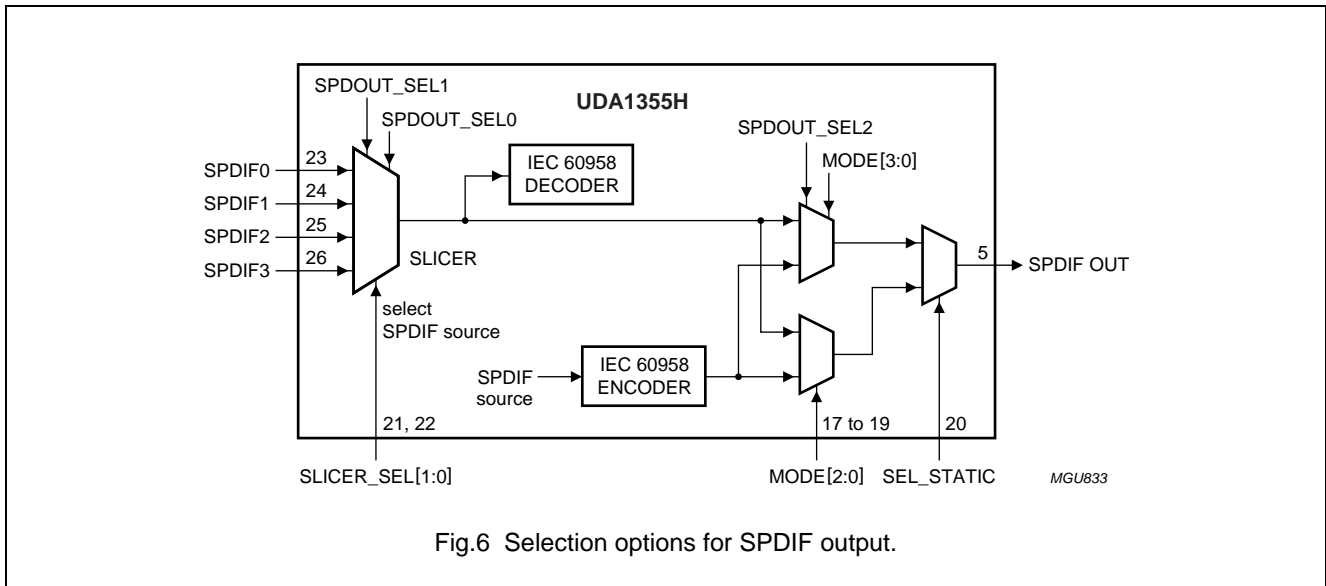 SPDOUT_SEL1
UDA1355H
SPDOUT_SEL0
SPDOUT_SEL2
MODE[3:0]
IEC 60958
DECODER
SPDIF0
23
SPDIF1
24
SPDIF2
25
SPDIF3
26
SLICER
5
SPDIF OUT
select
SPDIF source
SPDIF
source
IEC 60958
ENCODER
21, 22
17 to 19
20
SLICER_SEL[1:0]
MODE[2:0]
SEL_STATIC
MGU833
Fig.6 Selection options for SPDIF output.